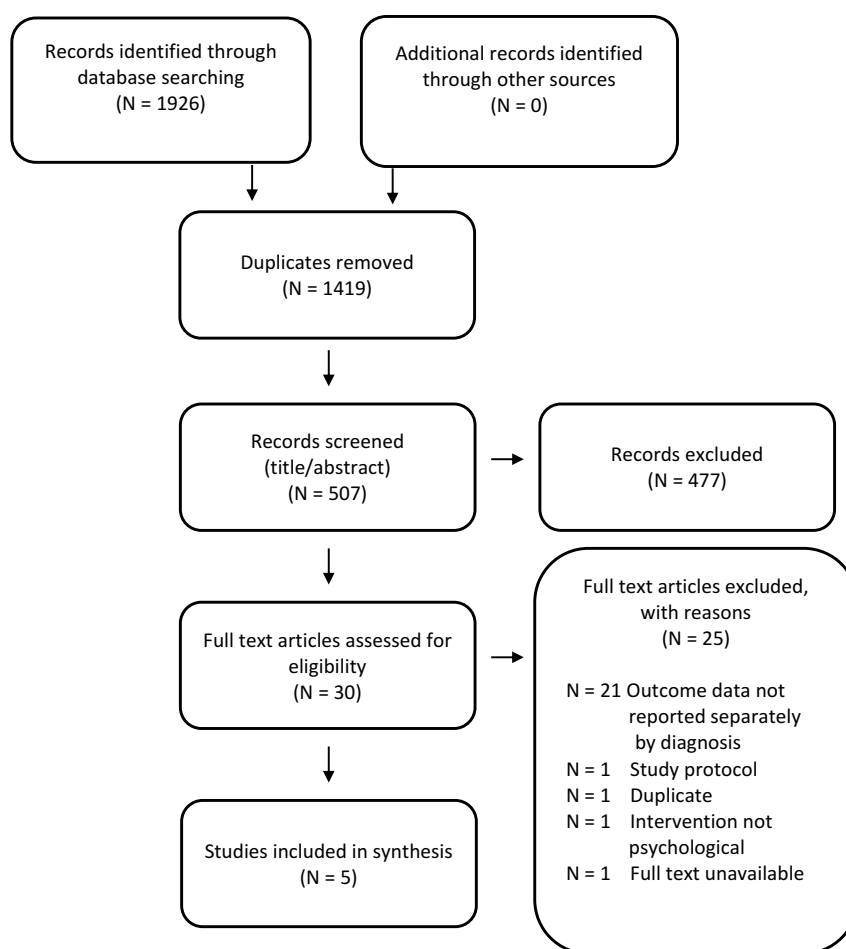 Records identified through
database searching
(N = 1926)
Additional records identified
through other sources
(N = 0)
Duplicates removed
(N = 1419)
Records screened
(title/abstract)
(N = 507)
Records excluded
(N = 477)
Full text articles assessed for
eligibility
(N = 30)
Full text articles excluded,
with reasons
(N = 25)
N = 21 Outcome data not
reported separately
by diagnosis
N = 1 Study protocol
N = 1 Duplicate
N = 1 Intervention not
psychological
N = 1 Full text unavailable
Studies included in synthesis
(N = 5)